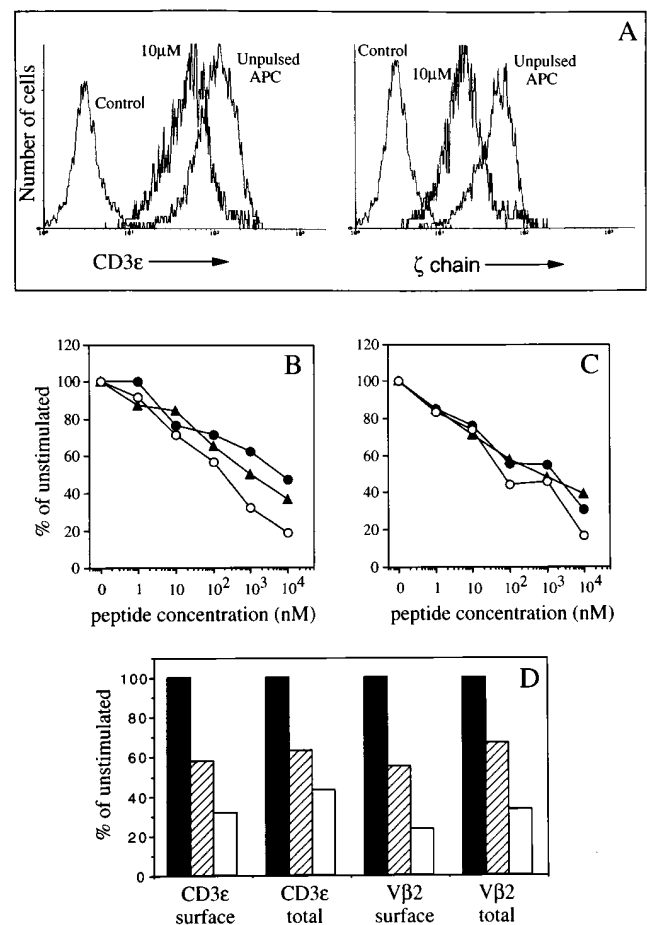 A
Number of cells
Control
10µM
Unpulsed
APC
CD3ε
Control
10µM
Unpulsed
APC
ζ chain
B
% of unstimulated
120
100
80
60
40
20
0
0 1 10 10² 10³ 10⁴
peptide concentration (nM)
C
120
100
80
60
40
20
0
0 1 10 10² 10³ 10⁴
peptide concentration (nM)
D
% of unstimulated
100
80
60
40
20
0
CD3ε
surface
CD3ε
total
Vβ2
surface
Vβ2
total